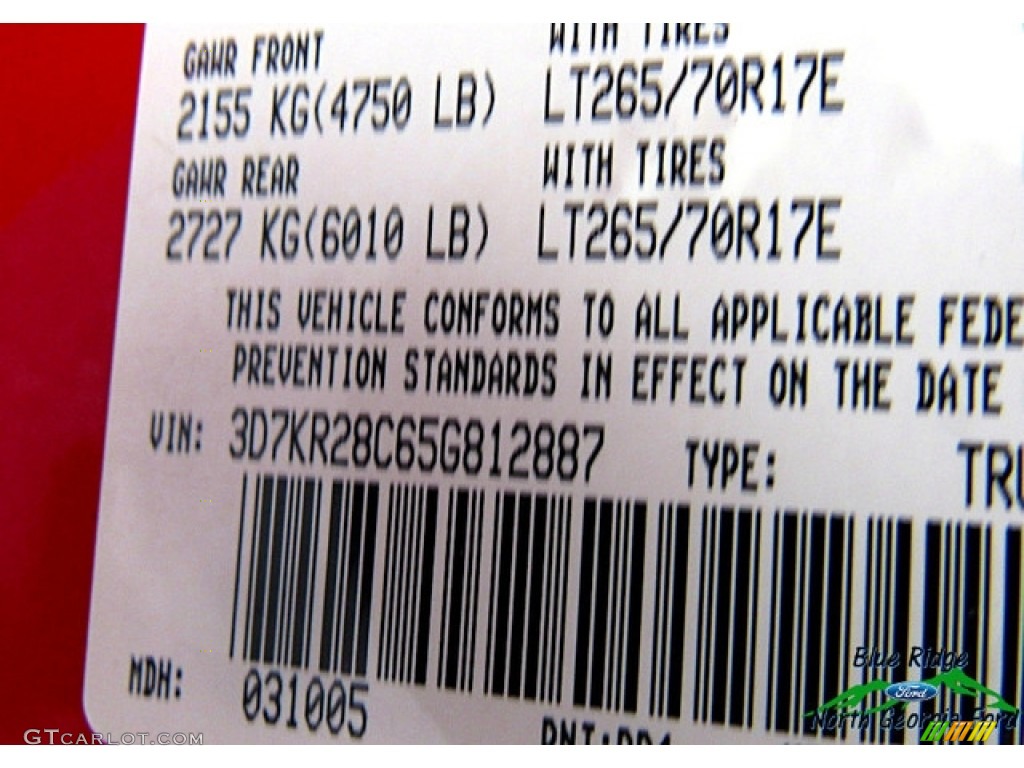 GAWR FRONT WITH TIRES
2155 KG(4750 LB) LT265/70R17E
GAWR REAR WITH TIRES
2727 KG(6010 LB) LT265/70R17E
THIS VEHICLE CONFORMS TO ALL APPLICABLE FEDE
PREVENTION STANDARDS IN EFFECT ON THE DATE
VIN: 3D7KR28C65G812887 TYPE: TRU
MDH: 031005
Blue Ridge
Ford
North Georgia Ford
GTCARLOT.COM